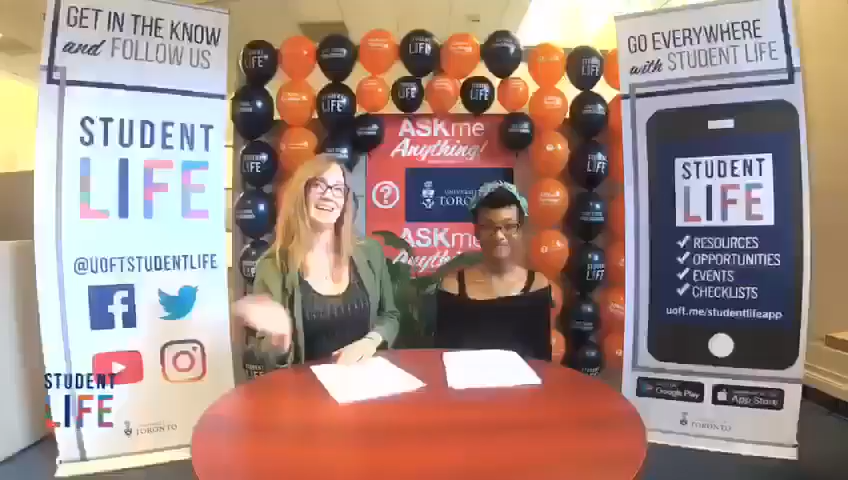 GET IN THE KNOW
and FOLLOW US
STUDENT
LIFE
@UOFTSTUDENTLIFE
STUDENT
LIFE
TORONTO
ASKme
Anything!
?
ASKme
Anything!
GO EVERYWHERE
with STUDENT LIFE
STUDENT
LIFE
RESOURCES
OPPORTUNITIES
EVENTS
CHECKLISTS
uoft.me/studentlifeapp
Google Play
App Store
TORONTO